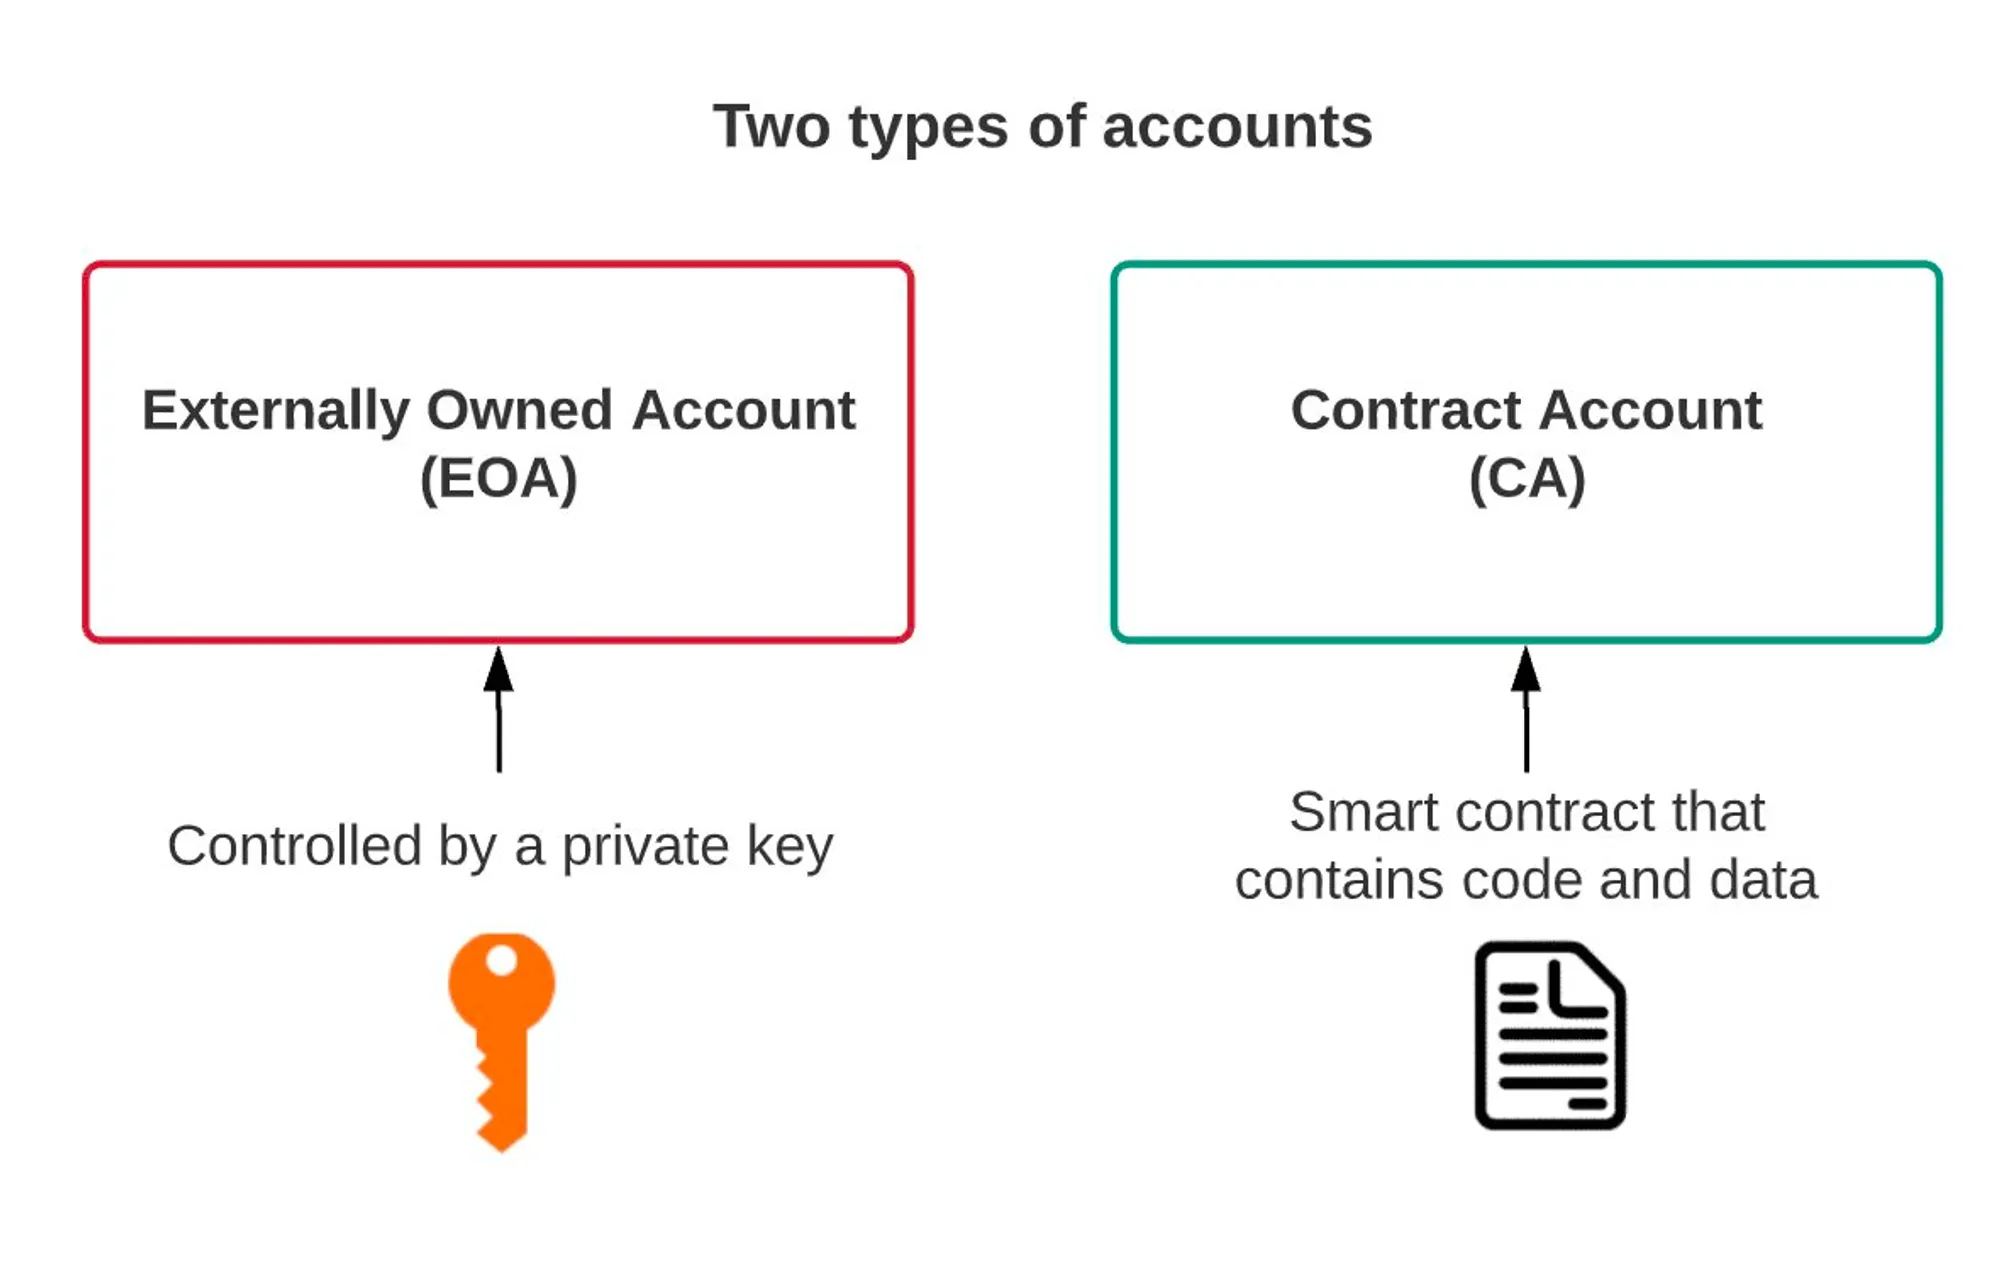 Two types of accounts
Externally Owned Account
(EOA)
Contract Account
(CA)
Controlled by a private key
Smart contract that
contains code and data